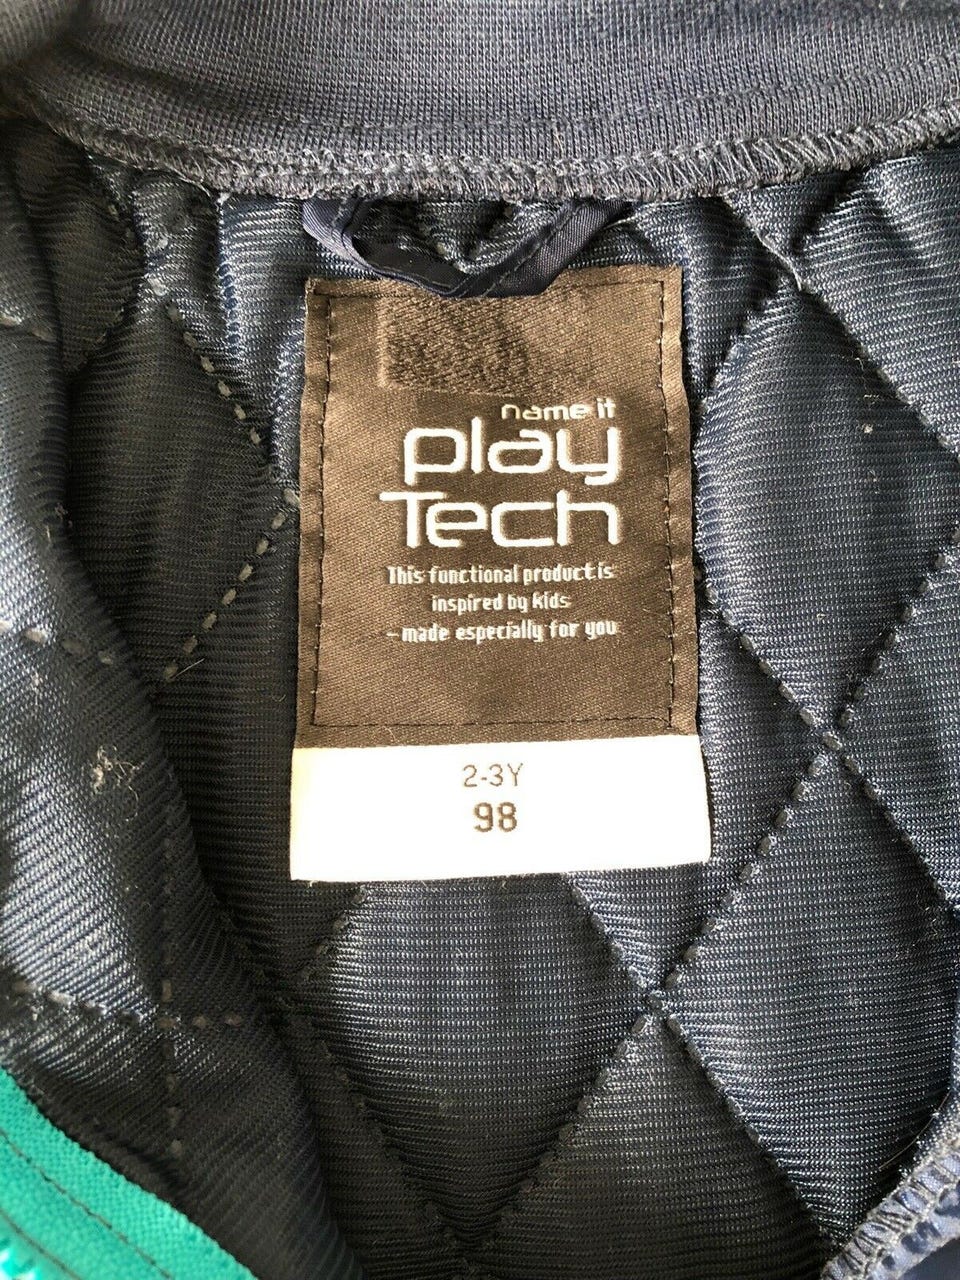 name it
play
Tech
This functional product is
inspired by kids
- made especially for you
2-3Y
98